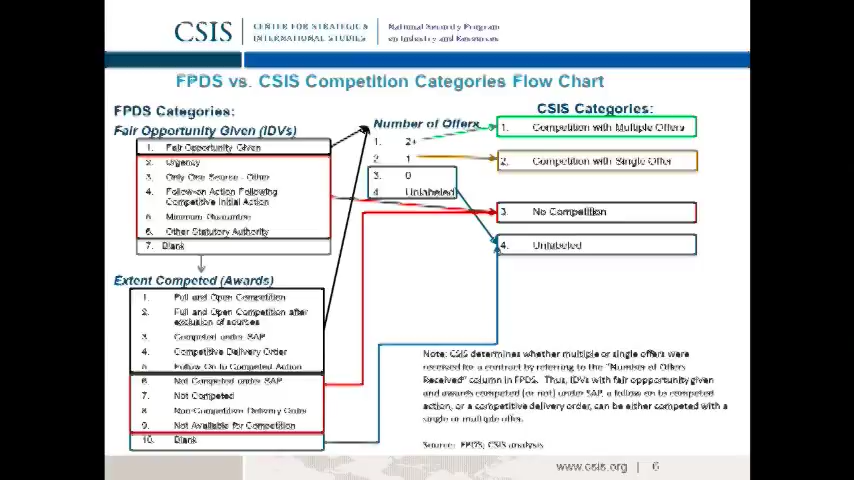 CSIS
CENTER FOR STRATEGIC &
INTERNATIONAL STUDIES
National Security Program
on Industry and Resources
FPDS vs. CSIS Competition Categories Flow Chart
FPDS Categories:
Fair Opportunity Given (IDVs)
1. Fair Opportunity Given
2. Urgency
3. Only One Source - Other
4. Follow-on Action Following
Competitive Initial Action
5. Minimum Guarantee
6. Other Statutory Authority
7. Blank
Extent Competed (Awards)
1. Full and Open Competition
2. Full and Open Competition after
exclusion of sources
3. Competed under SAP
4. Competitive Delivery Order
5. Follow On to Competed Action
6. Not Competed under SAP
7. Not Competed
8. Non-Competitive Delivery Order
9. Not Available for Competition
10. Blank
Number of Offers
1. 2+
2. 1
3. 0
4. Unlabeled
CSIS Categories:
1. Competition with Multiple Offers
2. Competition with Single Offer
3. No Competition
4. Unlabeled
Note: CSIS determines whether multiple or single offers were
received for a contract by referring to the "Number of Offers
Received" column in FPDS. Thus, IDVs with fair oppportunity given
and awards competed (or not) under SAP, a follow on to competed
action, or a competitive delivery order, can be either competed with a
single or multiple offer.
Source: FPDS; CSIS analysis
www.csis.org | 6